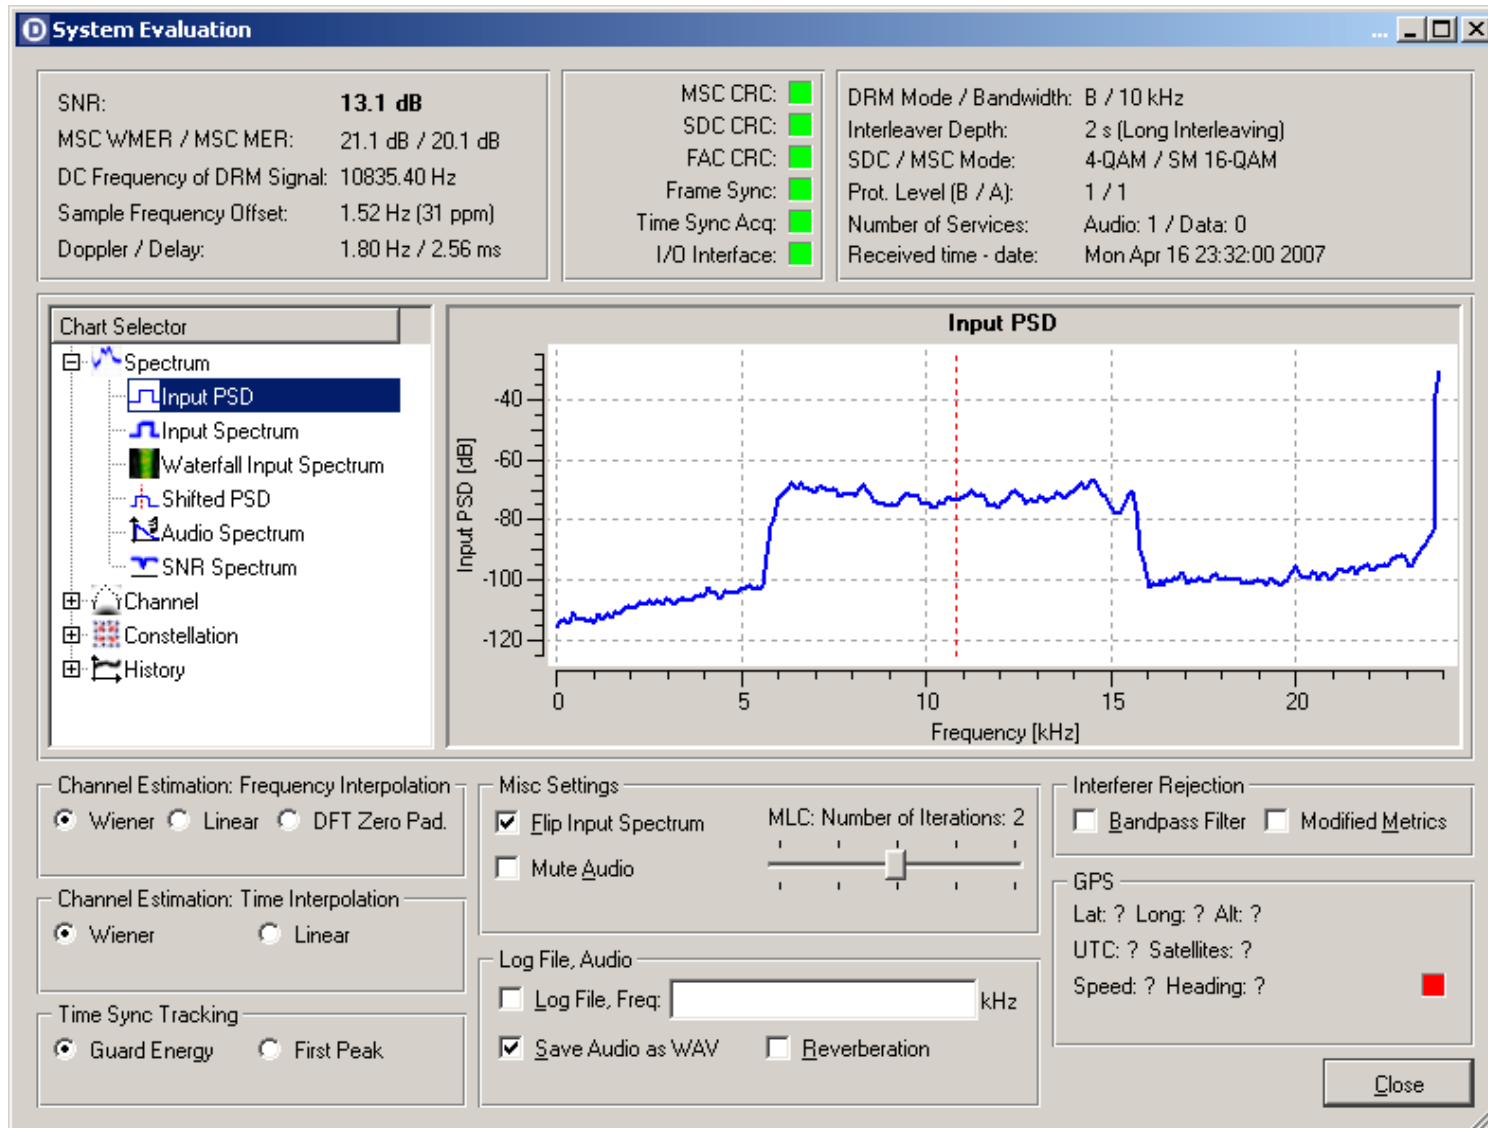 System Evaluation
SNR: 13.1 dB
MSC WMER / MSC MER: 21.1 dB / 20.1 dB
DC Frequency of DRM Signal: 10835.40 Hz
Sample Frequency Offset: 1.52 Hz (31 ppm)
Doppler / Delay: 1.80 Hz / 2.56 ms
MSC CRC:
SDC CRC:
FAC CRC:
Frame Sync:
Time Sync Acq:
I/O Interface:
DRM Mode / Bandwidth: B / 10 kHz
Interleaver Depth: 2 s (Long Interleaving)
SDC / MSC Mode: 4-QAM / SM 16-QAM
Prot. Level (B / A): 1 / 1
Number of Services: Audio: 1 / Data: 0
Received time - date: Mon Apr 16 23:32:00 2007
Chart Selector
Spectrum
Input PSD
Input Spectrum
Waterfall Input Spectrum
Shifted PSD
Audio Spectrum
SNR Spectrum
Channel
Constellation
History
Input PSD
Input PSD [dB]
-40
-60
-80
-100
-120
0 5 10 15 20
Frequency [kHz]
Channel Estimation: Frequency Interpolation
Wiener Linear DFT Zero Pad.
Channel Estimation: Time Interpolation
Wiener Linear
Time Sync Tracking
Guard Energy First Peak
Misc Settings
Flip Input Spectrum MLC: Number of Iterations: 2
Mute Audio
Log File, Audio
Log File, Freq: kHz
Save Audio as WAV Reverberation
Interferer Rejection
Bandpass Filter Modified Metrics
GPS
Lat: ? Long: ? Alt: ?
UTC: ? Satellites: ?
Speed: ? Heading: ?
Close